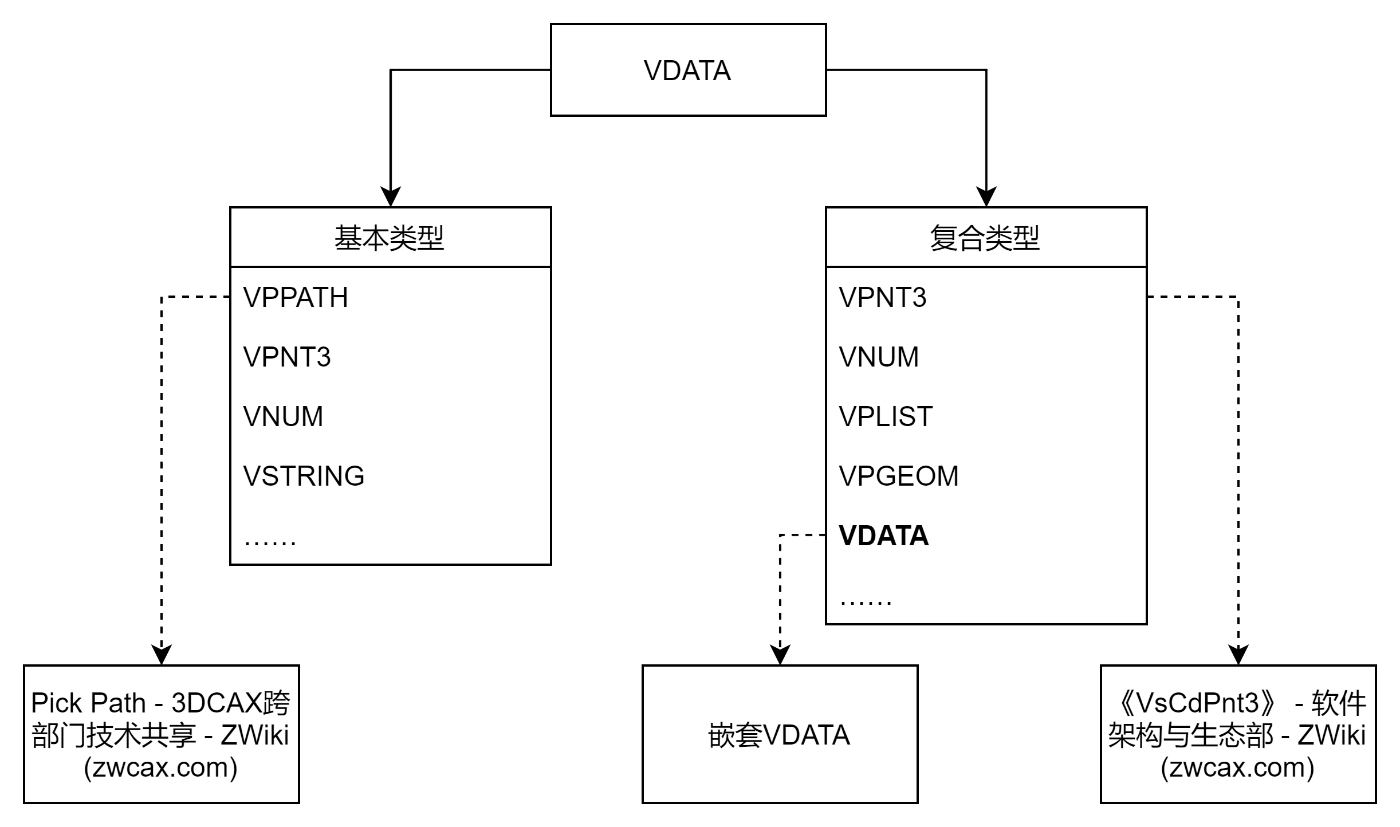 VDATA
基本类型
VPPATH
VPNT3
VNUM
VSTRING
……
复合类型
VPNT3
VNUM
VPLIST
VPGEOM
VDATA
……
Pick Path - 3DCAX跨
部门技术共享 - ZWiki
(zwcax.com)
嵌套VDATA
《VsCdPnt3》 - 软件
架构与生态部 - ZWiki
(zwcax.com)